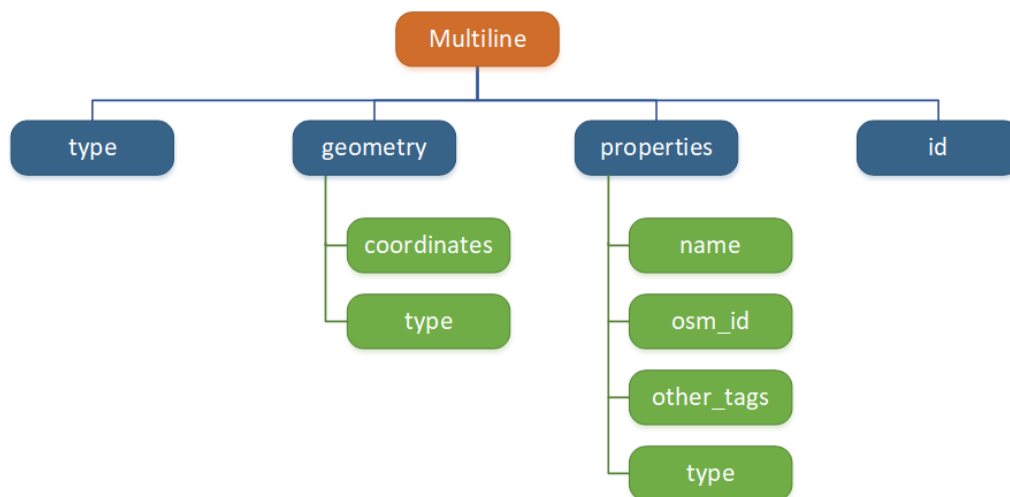 Multiline
type
geometry
properties
id
coordinates
type
name
osm_id
other_tags
type